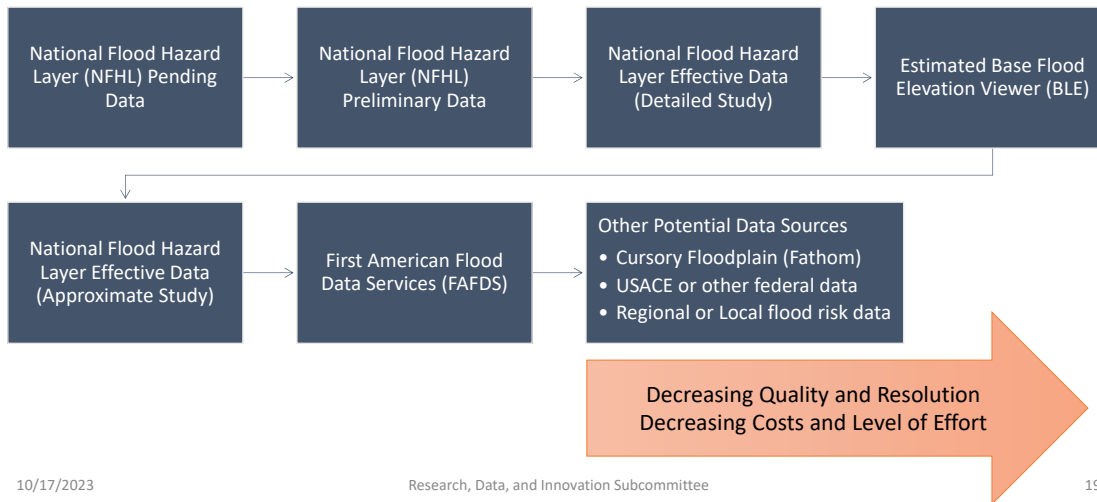 National Flood Hazard
Layer (NFHL) Pending
Data
National Flood Hazard
Layer (NFHL)
Preliminary Data
National Flood Hazard
Layer Effective Data
(Detailed Study)
Estimated Base Flood
Elevation Viewer (BLE)
National Flood Hazard
Layer Effective Data
(Approximate Study)
First American Flood
Data Services (FAFDS)
Other Potential Data Sources
• Cursory Floodplain (Fathom)
• USACE or other federal data
• Regional or Local flood risk data
Decreasing Quality and Resolution
Decreasing Costs and Level of Effort
10/17/2023
Research, Data, and Innovation Subcommittee
19